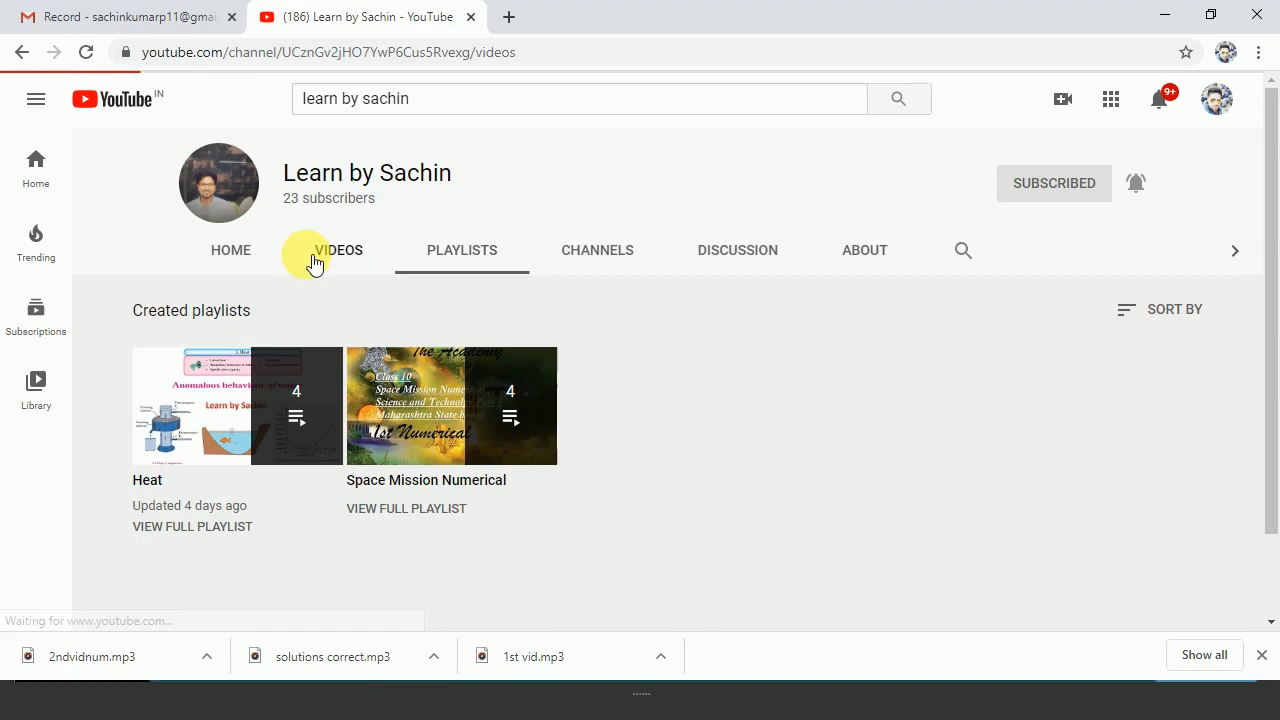 Record - sachinkumarp11@gmai
(186) Learn by Sachin - YouTube
youtube.com/channel/UCznGv2jHO7YwP6Cus5Rvexg/videos
YouTube IN
learn by sachin
9+
Home
Trending
Subscriptions
Library
Learn by Sachin
23 subscribers
SUBSCRIBED
HOME
VIDEOS
PLAYLISTS
CHANNELS
DISCUSSION
ABOUT
Created playlists
SORT BY
Anomalous behaviour of water
Learn by Sachin
4
The Academy
Class 10
Space Mission Numerical
Science and Technology Part 1
Maharashtra State board
1st Numerical
4
Heat
Updated 4 days ago
VIEW FULL PLAYLIST
Space Mission Numerical
VIEW FULL PLAYLIST
Waiting for www.youtube.com...
2ndvidnum.mp3
solutions correct.mp3
1st vid.mp3
Show all